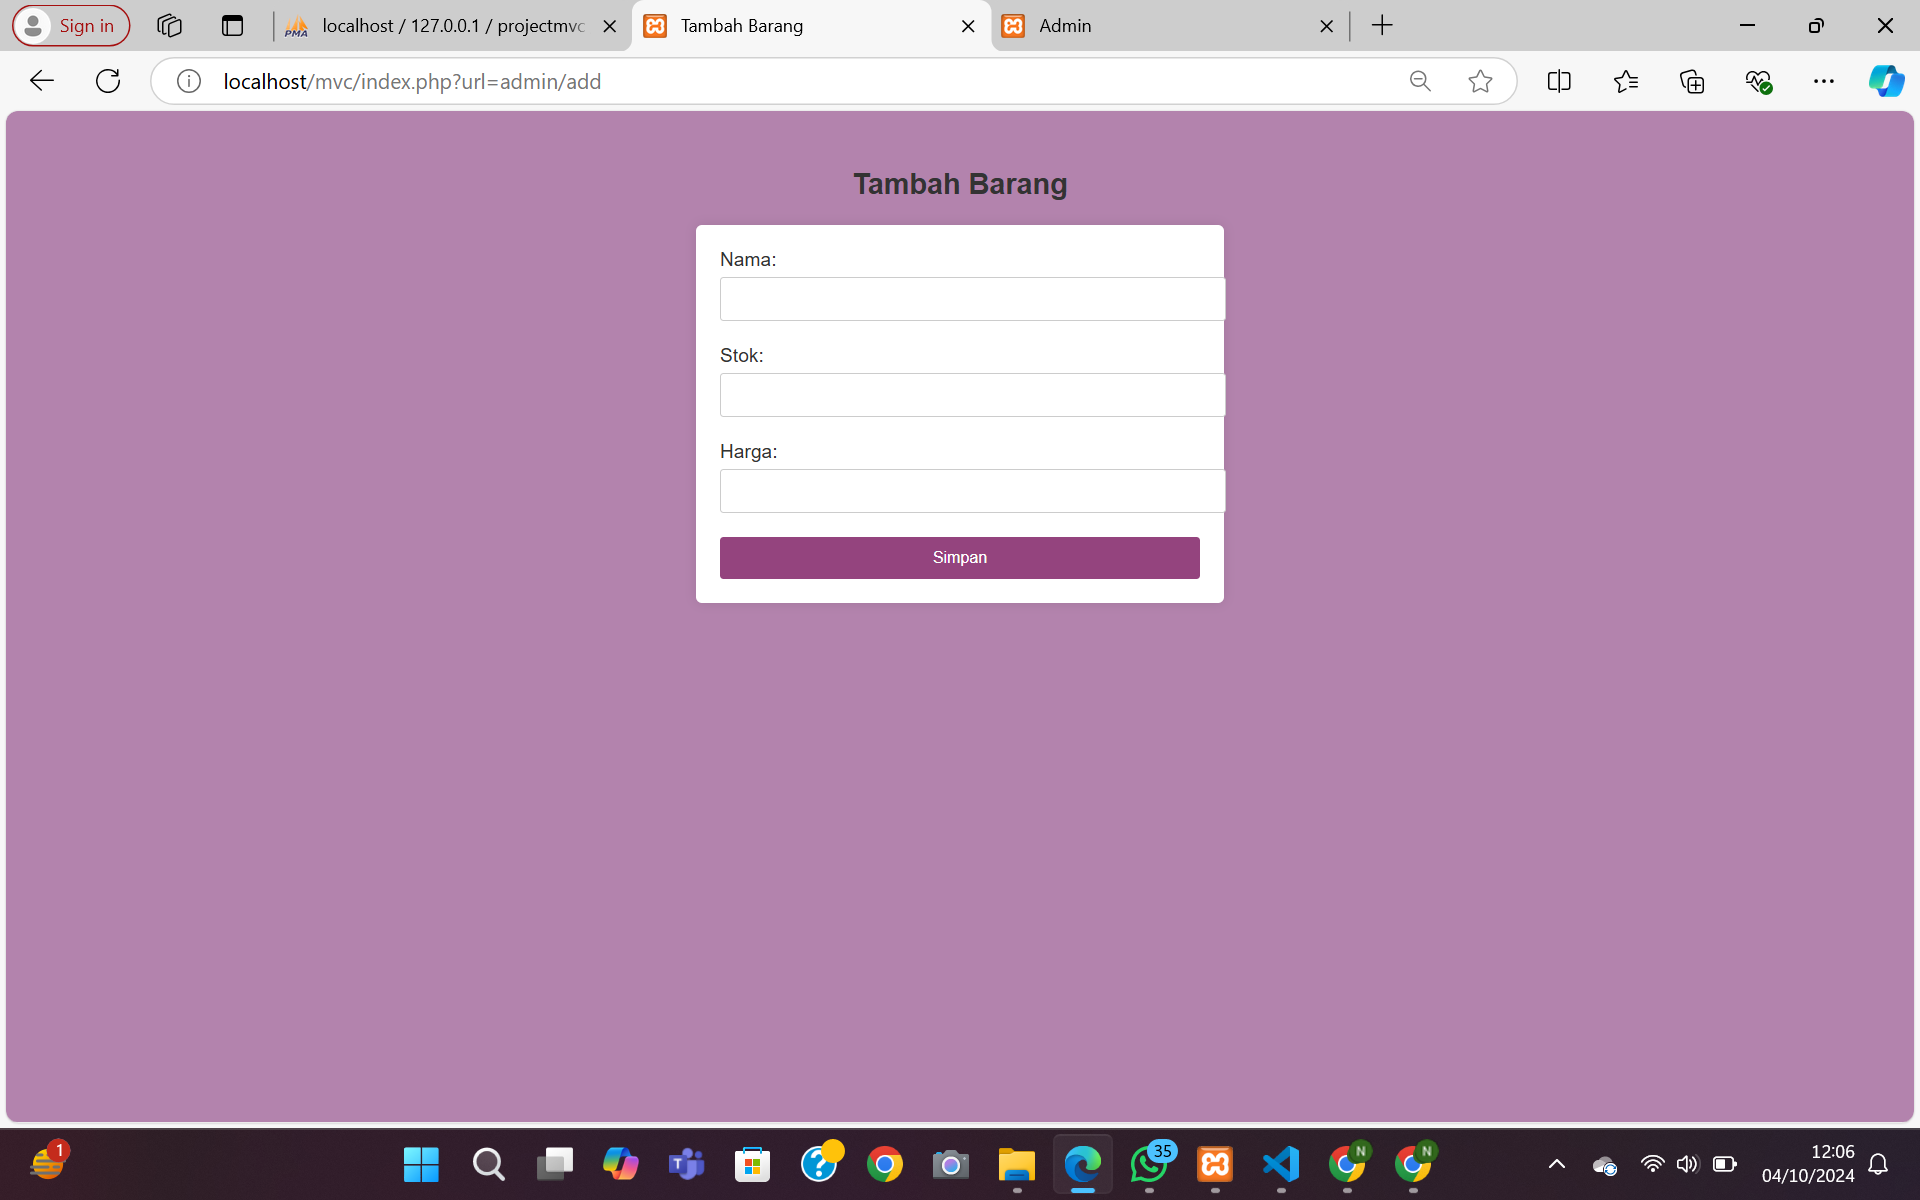 Sign in
PMA
localhost / 127.0.0.1 / projectmvc
Tambah Barang
Admin
localhost/mvc/index.php?url=admin/add
Tambah Barang
Nama:
Stok:
Harga:
Simpan
1
T
?
35
N
N
12:06
04/10/2024